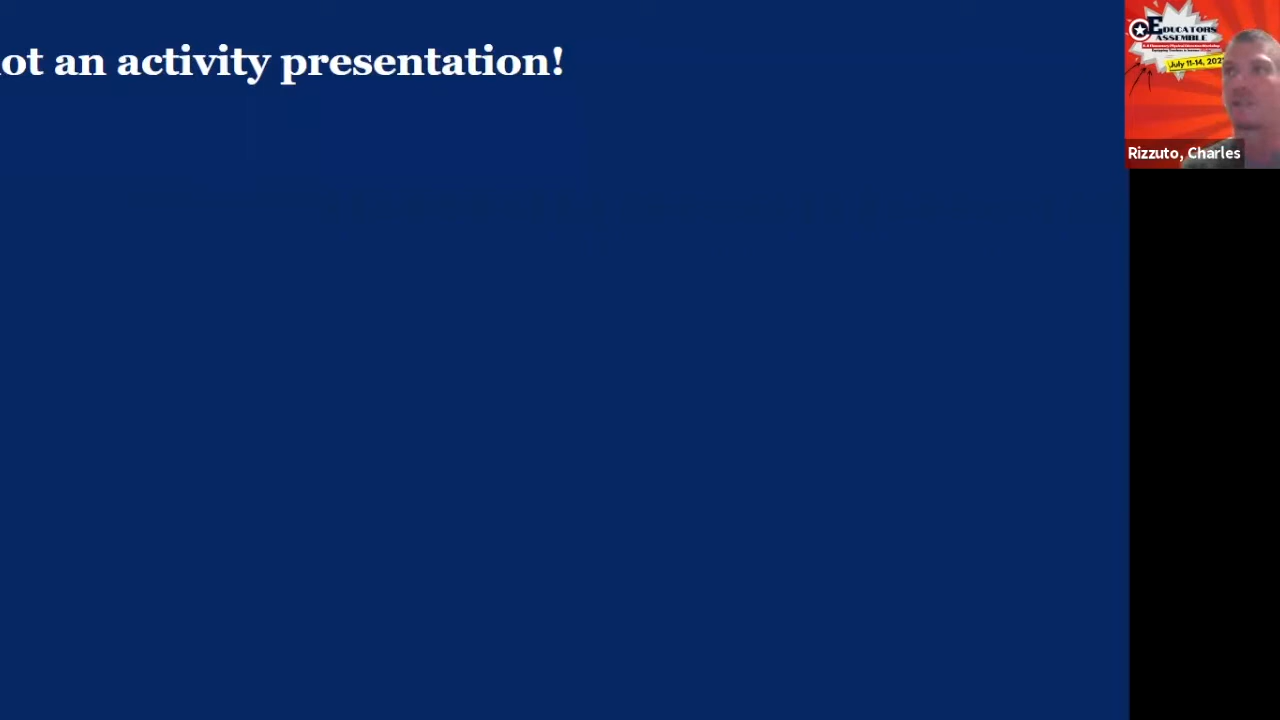 ot an activity presentation!
EDUCATORS
ASSEMBLE
July 11-14, 202
Rizzuto, Charles